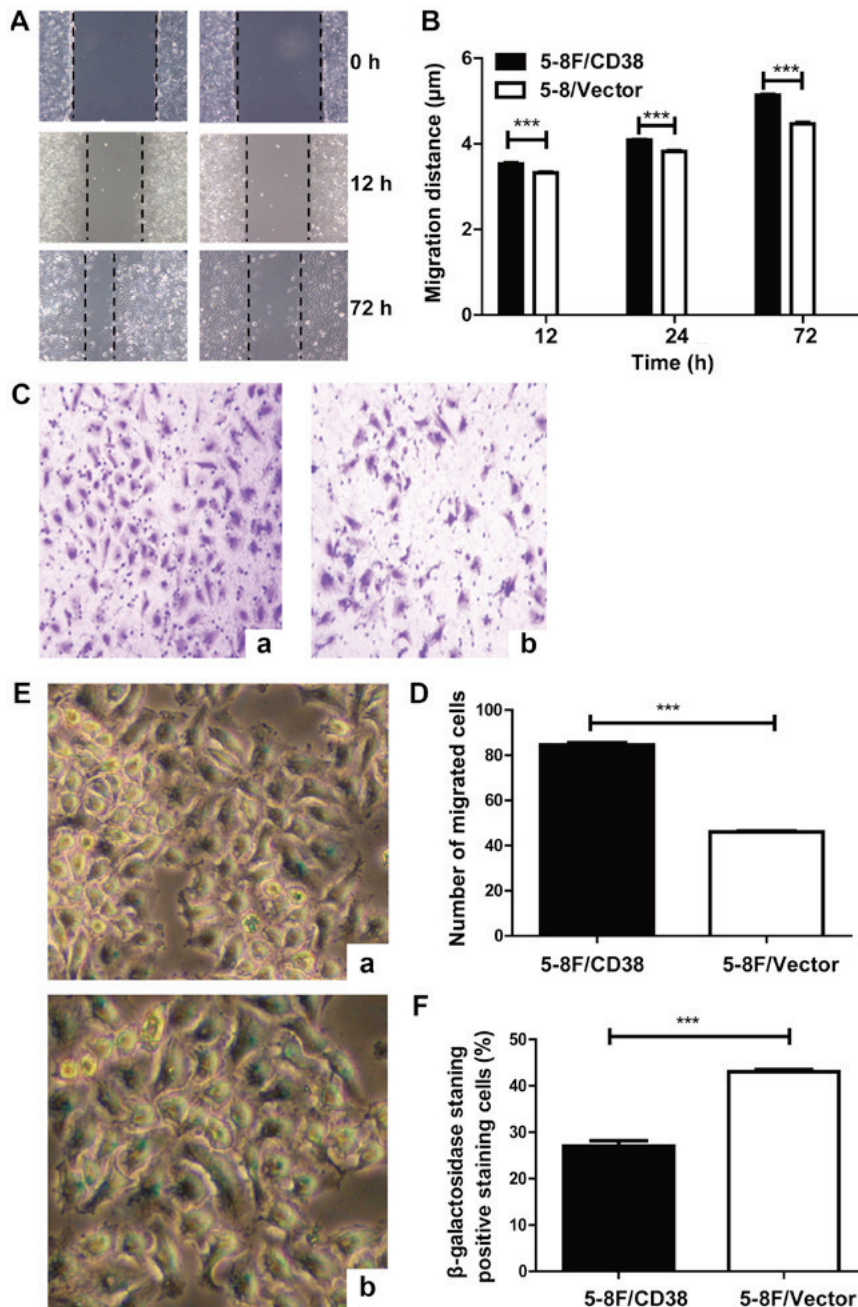 A
0 h
12 h
72 h
B
5-8F/CD38
5-8/Vector
Migration distance (µm)
6
4
2
0
***
***
***
12
24
72
Time (h)
C
a
b
E
a
b
D
Number of migrated cells
100
80
60
40
20
0
***
5-8F/CD38
5-8F/Vector
F
β-galactosidase staning
positive staining cells (%)
50
40
30
20
10
0
***
5-8F/CD38
5-8F/Vector